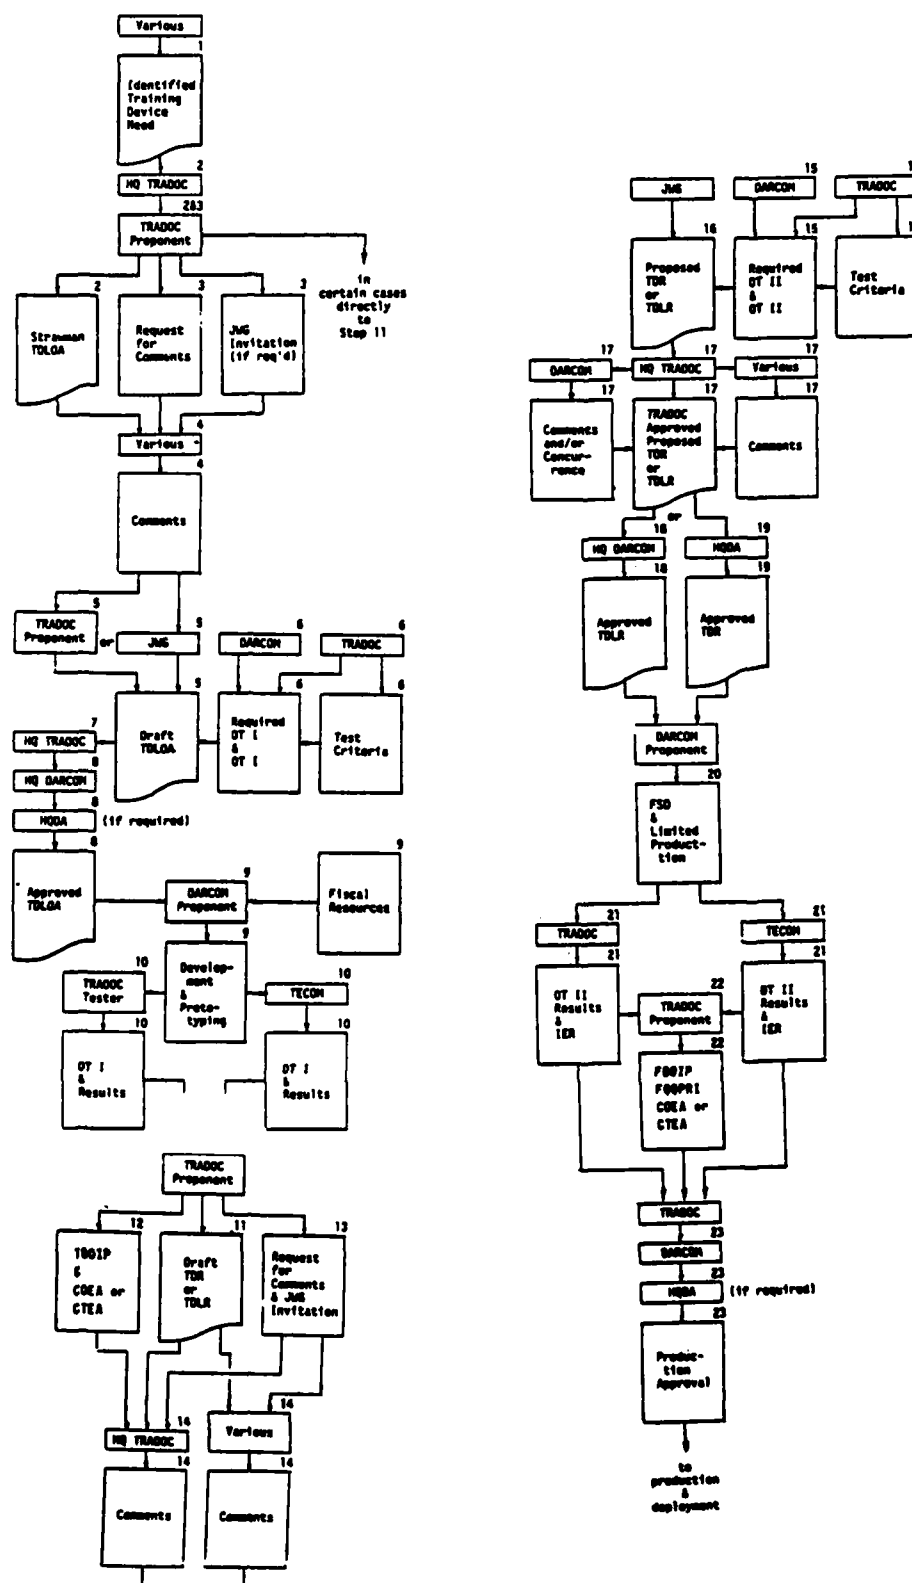 Various
1
Identified
Training
Device
Need
2
HQ TRADOC
2&3
TRADOC
Proponent
in
certain cases
directly
to
Step 11
2
Strawman
TDLOA
3
Request
for
Comments
3
JWG
Invitation
(if req'd)
4
Various
4
Comments
5
TRADOC
Proponent
or
5
JWG
6
DARCOM
6
TRADOC
5
Draft
TDLOA
6
Required
DT I
&
OT I
6
Test
Criteria
7
HQ TRADOC
8
HQ DARCOM
8
HQDA
(if required)
8
Approved
TDLOA
9
DARCOM
Proponent
9
Fiscal
Resources
9
Develop-
ment
&
Proto-
typing
10
TRADOC
Tester
10
TECOM
10
OT I
&
Results
10
DT I
&
Results
TRADOC
Proponent
12
TBOIP
&
COEA or
CTEA
11
Draft
TDR
or
TDLR
13
Request
for
Comments
& JWG
Invitation
14
HQ TRADOC
14
Various
14
Comments
14
Comments
JWG
15
DARCOM
TRADOC
16
Proposed
TDR
or
TDLR
15
Required
DT II
&
OT II
Test
Criteria
17
DARCOM
17
HQ TRADOC
17
Various
17
Comments
and/or
Concur-
rence
17
TRADOC
Approved
Proposed
TDR
or
TDLR
17
Comments
or
18
HQ DARCOM
19
HQDA
18
Approved
TDLR
19
Approved
TDR
DARCOM
Proponent
20
FSD
&
Limited
Produc-
tion
21
TRADOC
21
TECOM
21
OT II
Results
&
IER
22
TRADOC
Proponent
21
DT II
Results
&
IER
22
FBOIP
FQQPRI
COEA or
CTEA
TRADOC
23
DARCOM
23
HQDA
(if required)
23
Produc-
tion
Approval
to
production
&
deployment